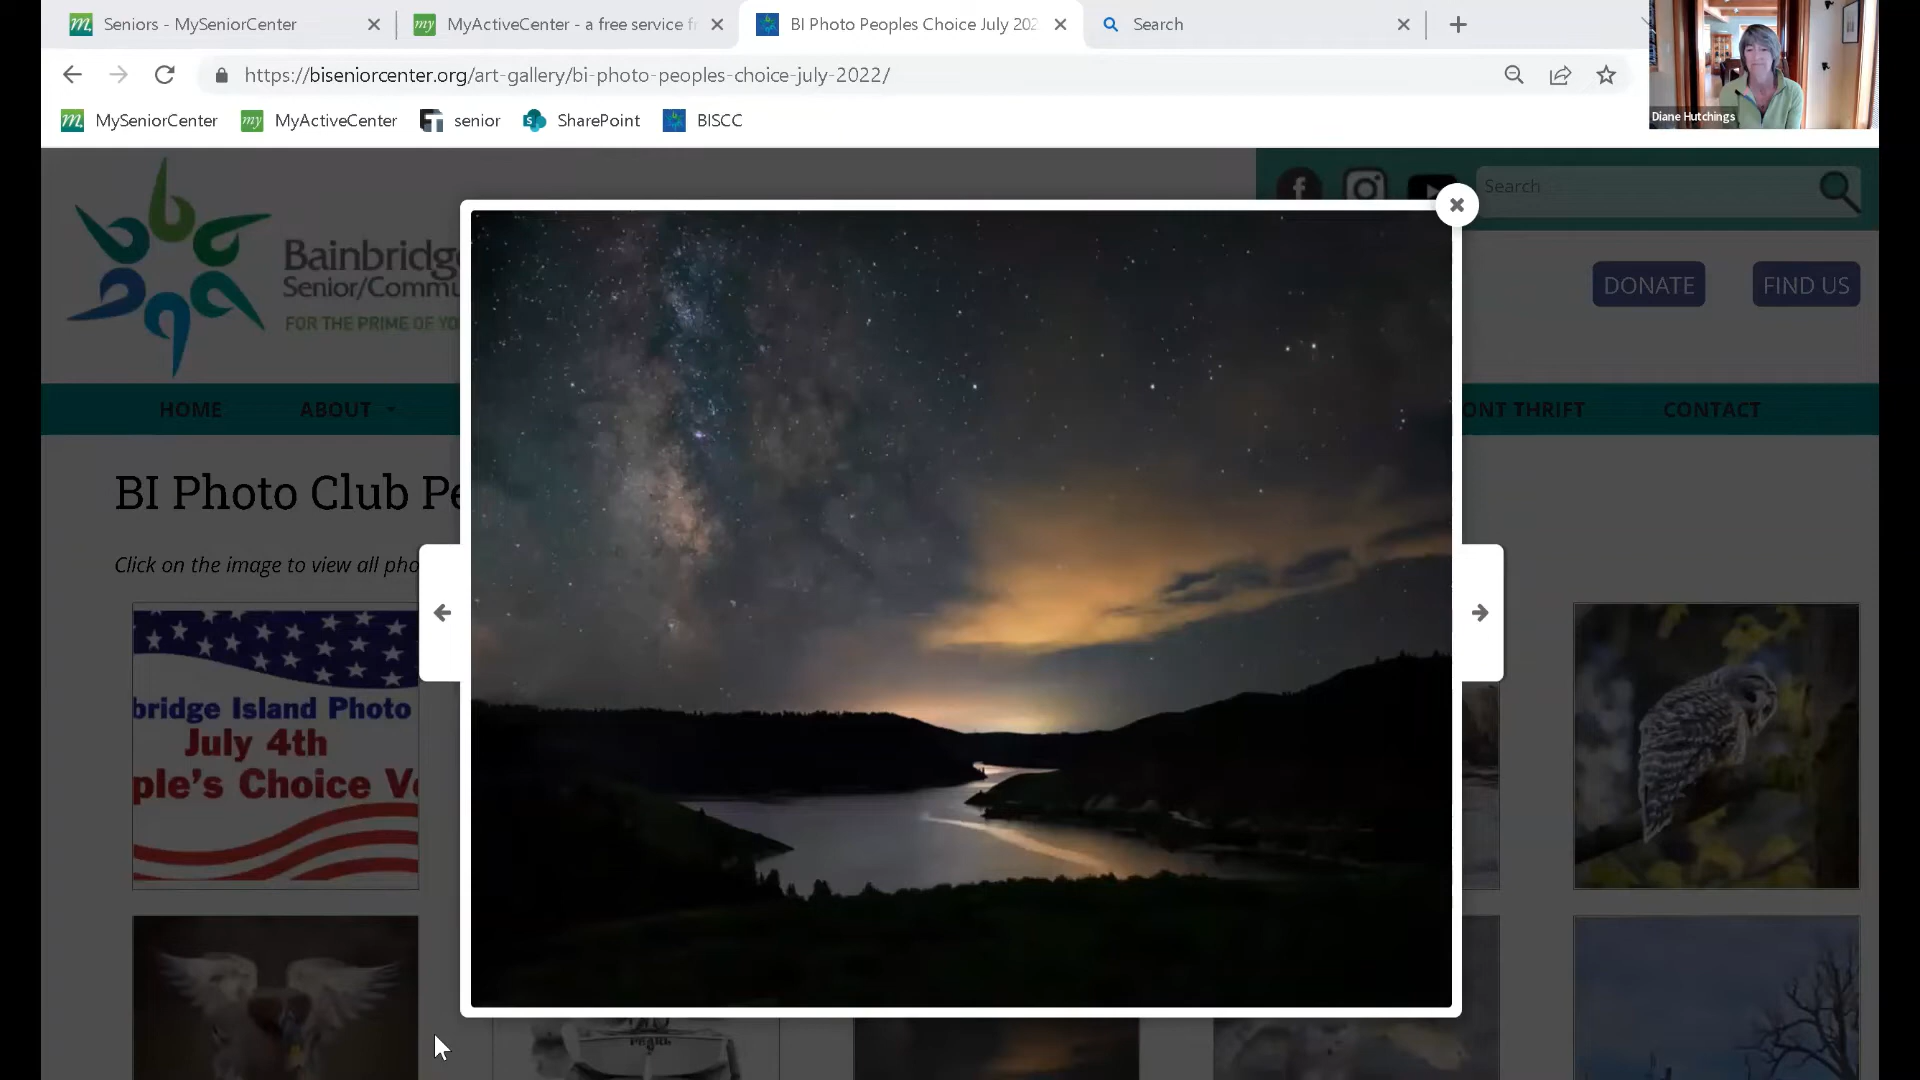 Seniors - MySeniorCenter
MyActiveCenter - a free service f
BI Photo Peoples Choice July 202
Search
https://biseniorcenter.org/art-gallery/bi-photo-peoples-choice-july-2022/
MySeniorCenter
MyActiveCenter
senior
SharePoint
BISCC
Diane Hutchings
Search
Bainbridg
Senior/Commu
FOR THE PRIME OF YO
DONATE
FIND US
HOME
ABOUT
ONT THRIFT
CONTACT
BI Photo Club Pe
Click on the image to view all pho
bridge Island Photo
July 4th
ple's Choice V
PEARL